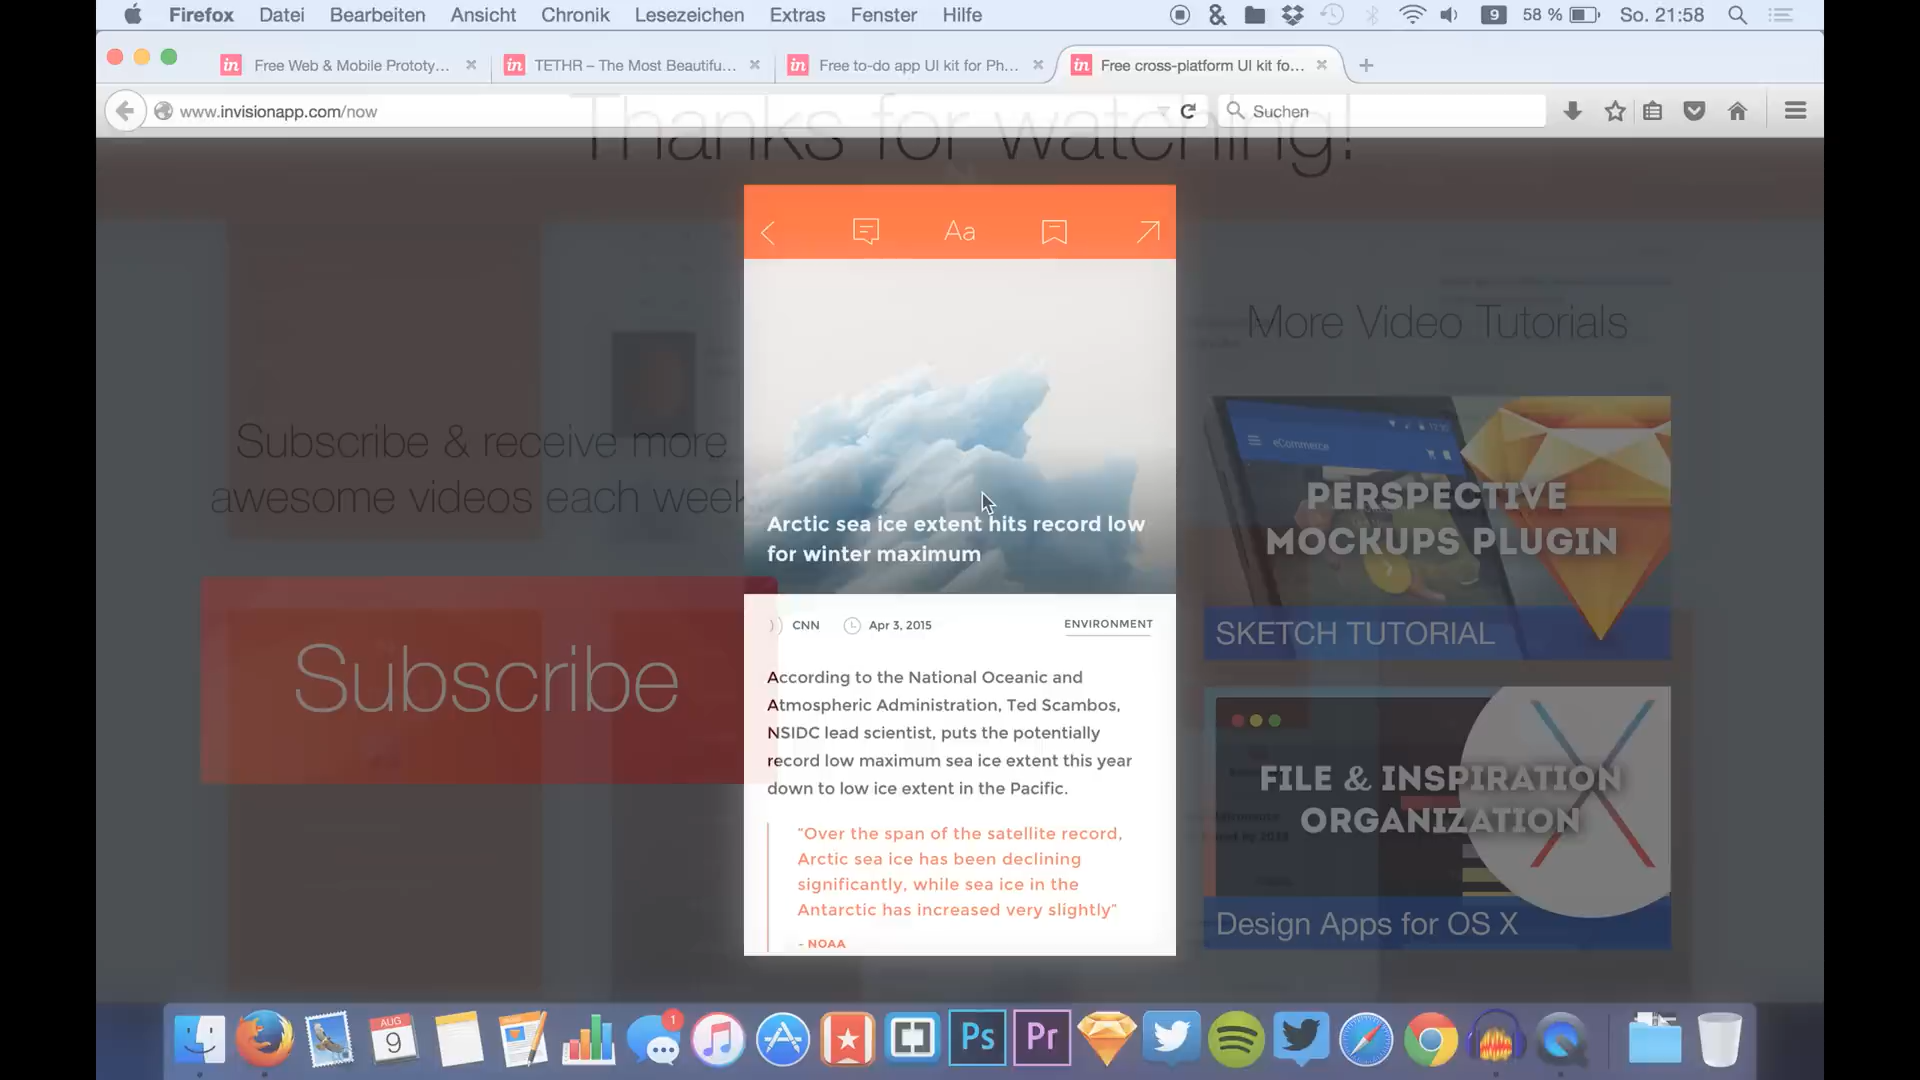 Firefox Datei Bearbeiten Ansicht Chronik Lesezeichen Extras Fenster Hilfe 9 58 % So. 21:58
in Free Web & Mobile Prototy... in TETHR – The Most Beautifu... in Free to-do app UI kit for Ph... in Free cross-platform UI kit fo...
www.invisionapp.com/now Suchen
Thanks for watching!
Aa
More Video Tutorials
Subscribe & receive more
awesome videos each week
eCommerce
PERSPECTIVE
MOCKUPS PLUGIN
SKETCH TUTORIAL
Arctic sea ice extent hits record low
for winter maximum
CNN Apr 3, 2015 ENVIRONMENT
Subscribe
According to the National Oceanic and
Atmospheric Administration, Ted Scambos,
NSIDC lead scientist, puts the potentially
record low maximum sea ice extent this year
down to low ice extent in the Pacific.
"Over the span of the satellite record,
Arctic sea ice has been declining
significantly, while sea ice in the
Antarctic has increased very slightly"
- NOAA
FILE & INSPIRATION
ORGANIZATION
Design Apps for OS X
AUG
9
1
Ps
Pr